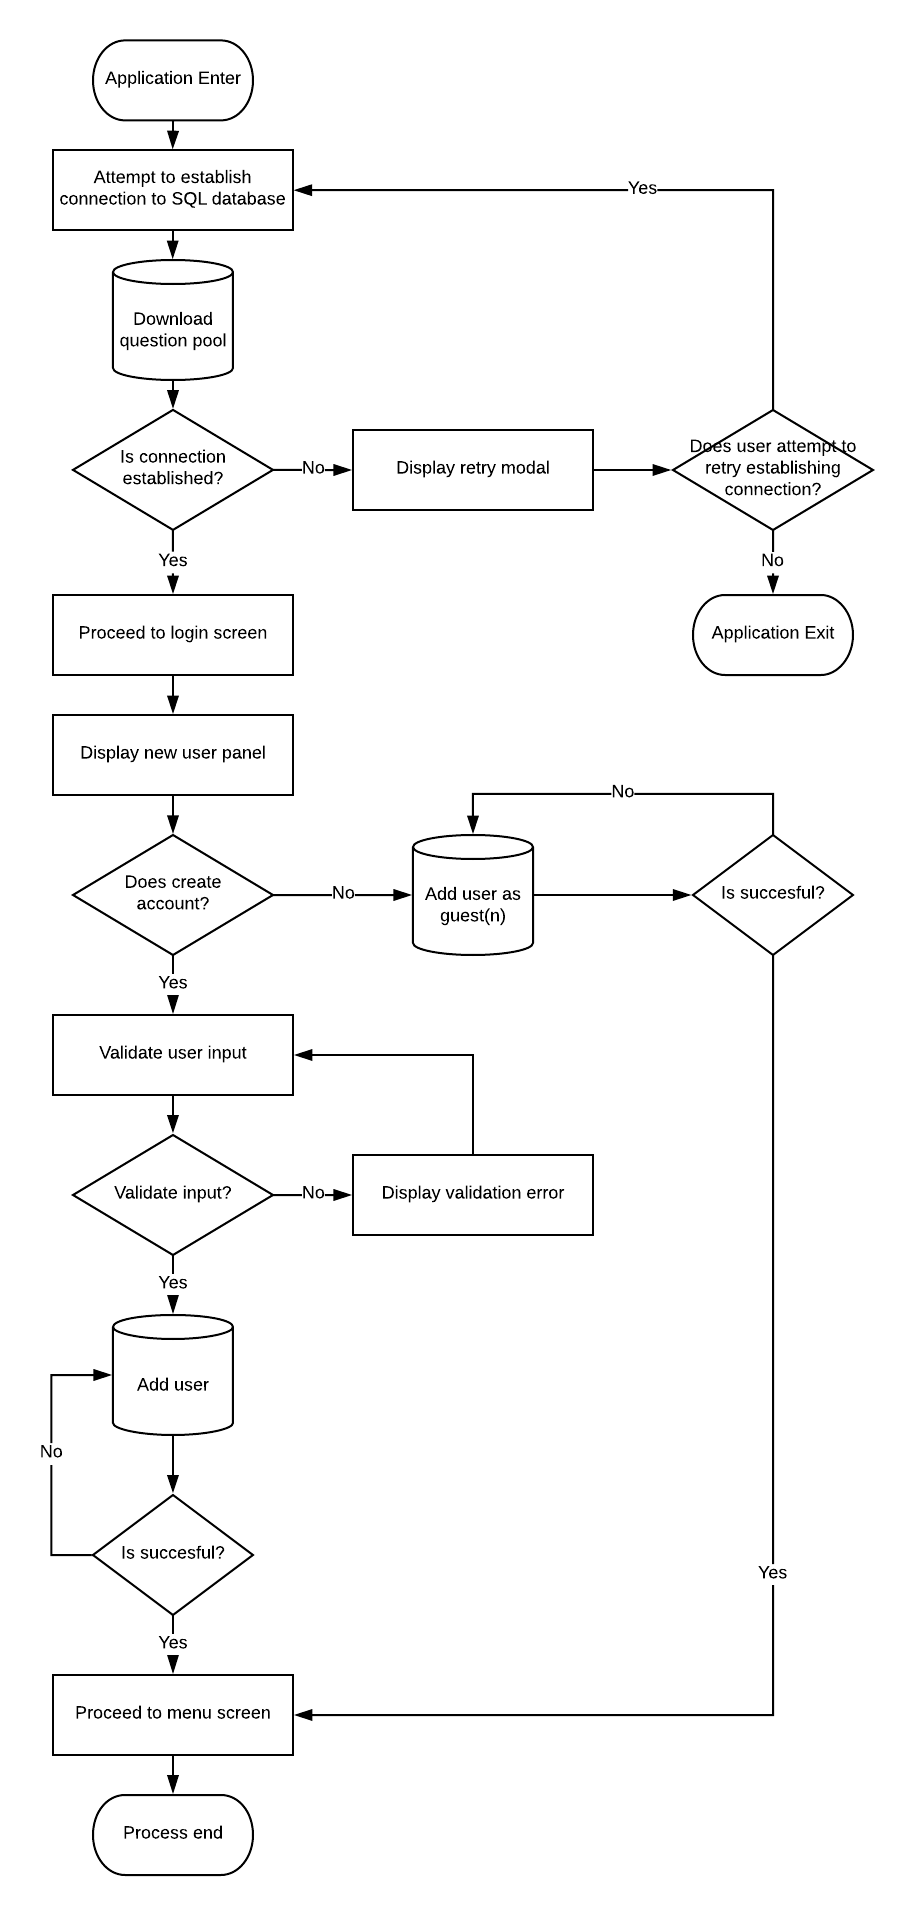 Application Enter
Attempt to establish
connection to SQL database
Yes
Download
question pool
Is connection
established?
No
Display retry modal
Does user attempt to
retry establishing
connection?
Yes
No
Proceed to login screen
Application Exit
Display new user panel
No
Does create
account?
No
Add user as
guest(n)
Is succesful?
Yes
Validate user input
Validate input?
No
Display validation error
Yes
Add user
No
Is succesful?
Yes
Yes
Proceed to menu screen
Process end